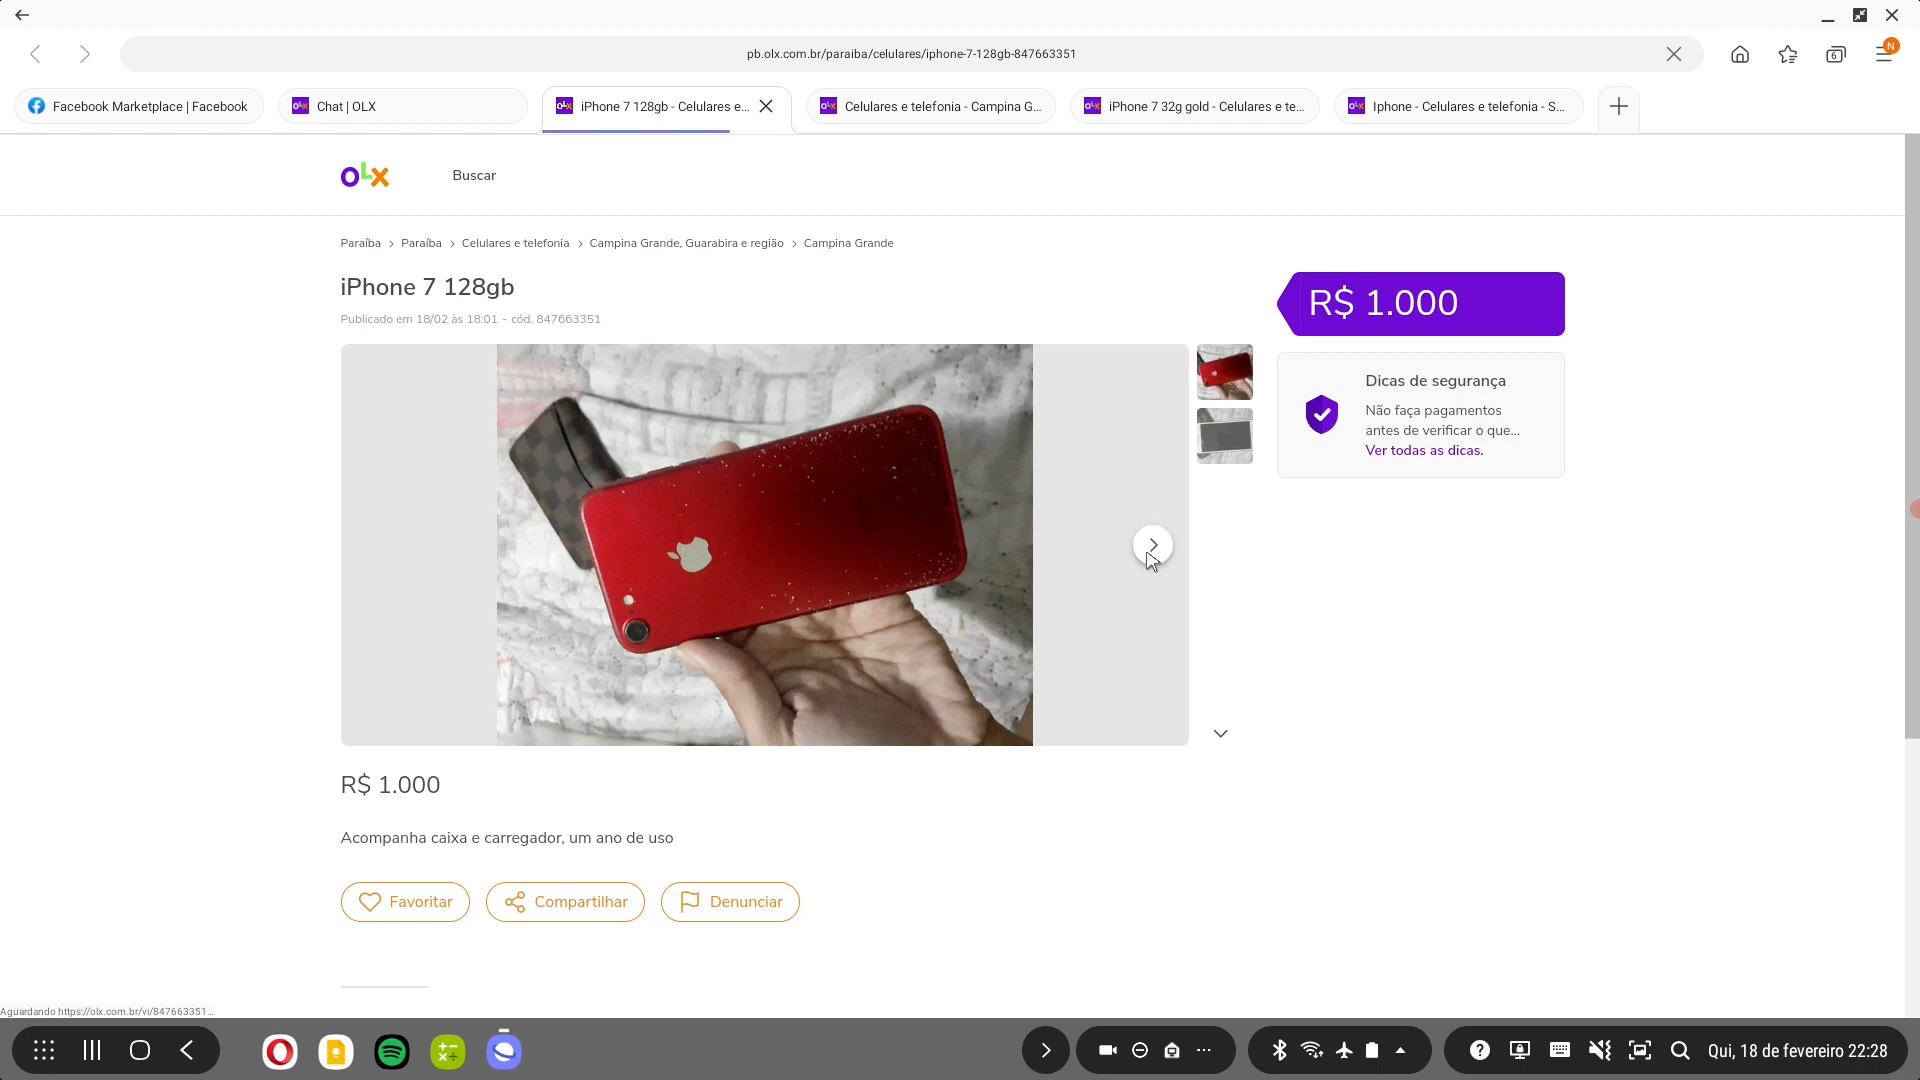 pb.olx.com.br/paraiba/celulares/iphone-7-128gb-847663351
6
N
Facebook Marketplace | Facebook
Chat | OLX
iPhone 7 128gb - Celulares e...
Celulares e telefonia - Campina G...
iPhone 7 32g gold - Celulares e te...
Iphone - Celulares e telefonia - S...
OLX
Buscar
Paraíba > Paraíba > Celulares e telefonia > Campina Grande, Guarabira e região > Campina Grande
iPhone 7 128gb
Publicado em 18/02 às 18:01 - cód. 847663351
R$ 1.000
Dicas de segurança
Não faça pagamentos
antes de verificar o que...
Ver todas as dicas.
R$ 1.000
Acompanha caixa e carregador, um ano de uso
Favoritar
Compartilhar
Denunciar
Aguardando https://olx.com.br/vi/847663351...
Qui, 18 de fevereiro 22:28